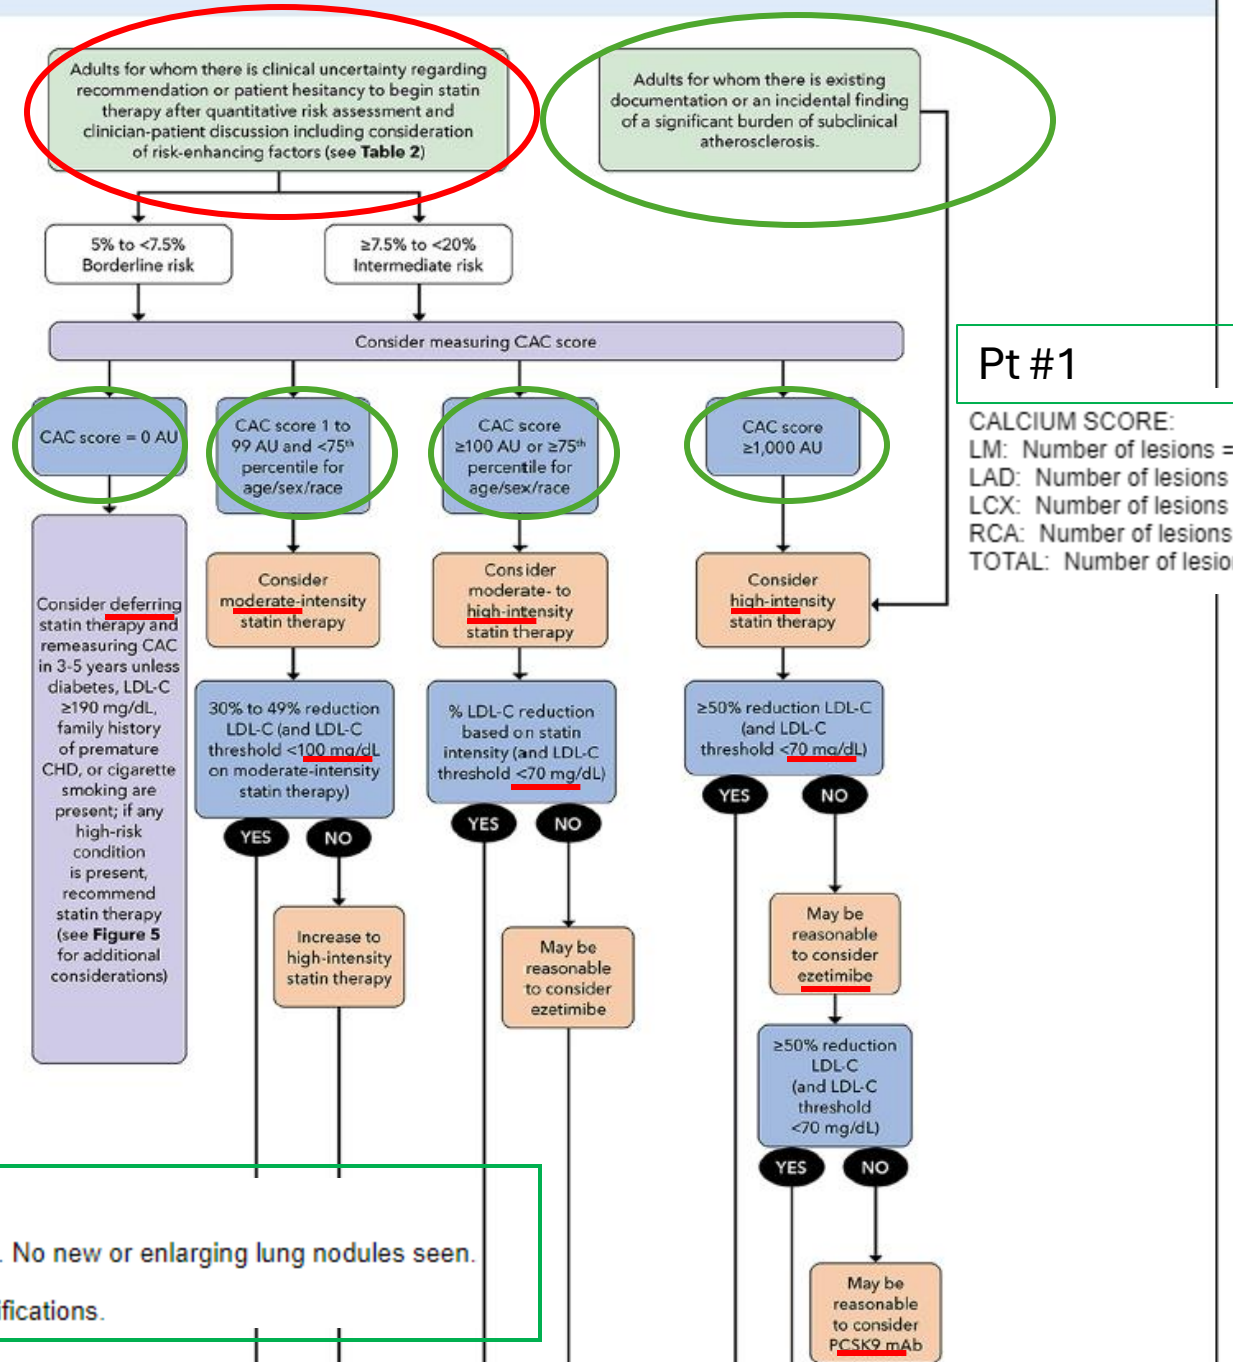 Adults for whom there is clinical uncertainty regarding
recommendation or patient hesitancy to begin statin
therapy after quantitative risk assessment and
clinician-patient discussion including consideration
of risk-enhancing factors (see Table 2)
Adults for whom there is existing
documentation or an incidental finding
of a significant burden of subclinical
atherosclerosis.
5% to <7.5%
Borderline risk
≥7.5% to <20%
Intermediate risk
Consider measuring CAC score
Pt #1
CALCIUM SCORE:
LM: Number of lesions =
LAD: Number of lesions
LCX: Number of lesions
RCA: Number of lesions
TOTAL: Number of
CAC score = 0 AU
CAC score 1 to
99 AU and <75th
percentile for
age/sex/race
CAC score
≥100 AU or ≥75th
percentile for
age/sex/race
CAC score
≥1,000 AU
Consider deferring
statin therapy and
remeasuring CAC
in 3-5 years unless
diabetes, LDL-C
≥190 mg/dL,
family history
of premature
CHD, or cigarette
smoking are
present; if any
high-risk
condition
is present,
recommend
statin therapy
(see Figure 5
for additional
considerations)
Consider
moderate-intensity
statin therapy
Consider
moderate- to
high-intensity
statin therapy
Consider
high-intensity
statin therapy
30% to 49% reduction
LDL-C (and LDL-C
threshold <100 mg/dL
on moderate-intensity
statin therapy)
% LDL-C reduction
based on statin
intensity (and LDL-C
threshold <70 mg/dL)
≥50% reduction LDL-C
(and LDL-C
threshold <70 mg/dL)
YES
NO
YES
NO
YES
NO
Increase to
high-intensity
statin therapy
May be
reasonable
to consider
ezetimibe
May be
reasonable
to consider
ezetimibe
≥50% reduction
LDL-C
(and LDL-C
threshold
<70 mg/dL)
YES
NO
May be
reasonable
to consider
PCSK9 mAb
. No new or enlarging lung nodules seen.
ifications.